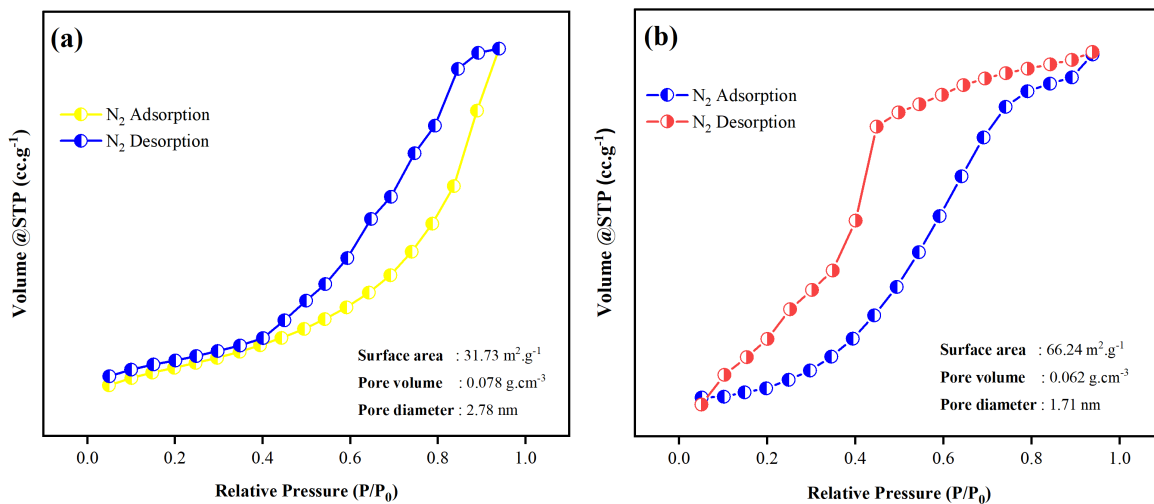 (a)
N₂ Adsorption
N₂ Desorption
Volume @STP (cc.g⁻¹)
Surface area : 31.73 m².g⁻¹
Pore volume : 0.078 g.cm⁻³
Pore diameter : 2.78 nm
0.0 0.2 0.4 0.6 0.8 1.0
Relative Pressure (P/P₀)
(b)
N₂ Adsorption
N₂ Desorption
Volume @STP (cc.g⁻¹)
Surface area : 66.24 m².g⁻¹
Pore volume : 0.062 g.cm⁻³
Pore diameter : 1.71 nm
0.0 0.2 0.4 0.6 0.8 1.0
Relative Pressure (P/P₀)